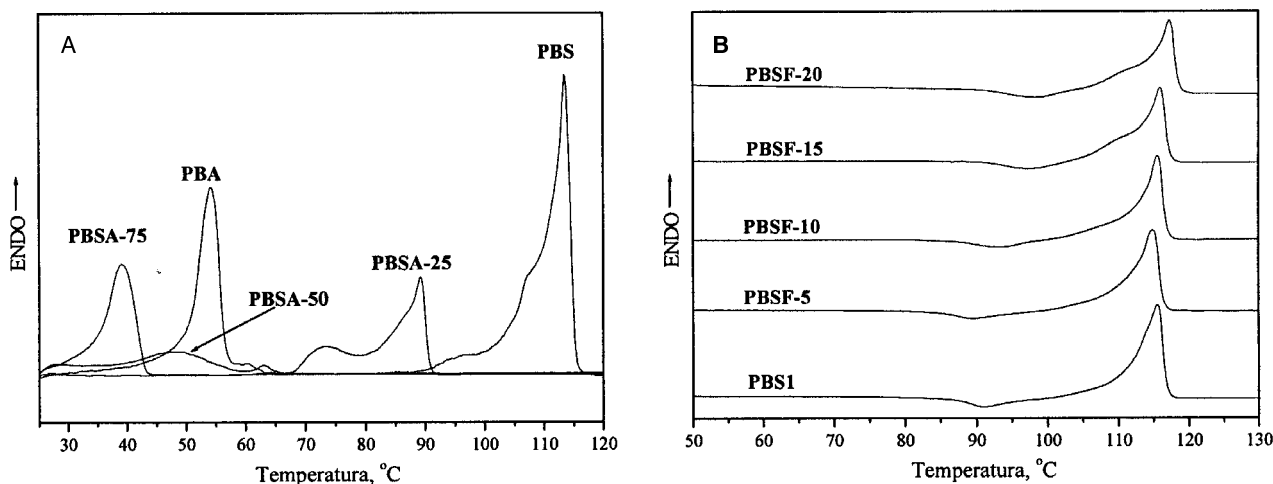 A
PBS
PBA
PBSA-75
PBSA-25
PBSA-50
ENDO →
30 40 50 60 70 80 90 100 110 120
Temperatura, °C
B
PBSF-20
PBSF-15
PBSF-10
PBSF-5
PBS1
ENDO →
50 60 70 80 90 100 110 120 130
Temperatura, °C